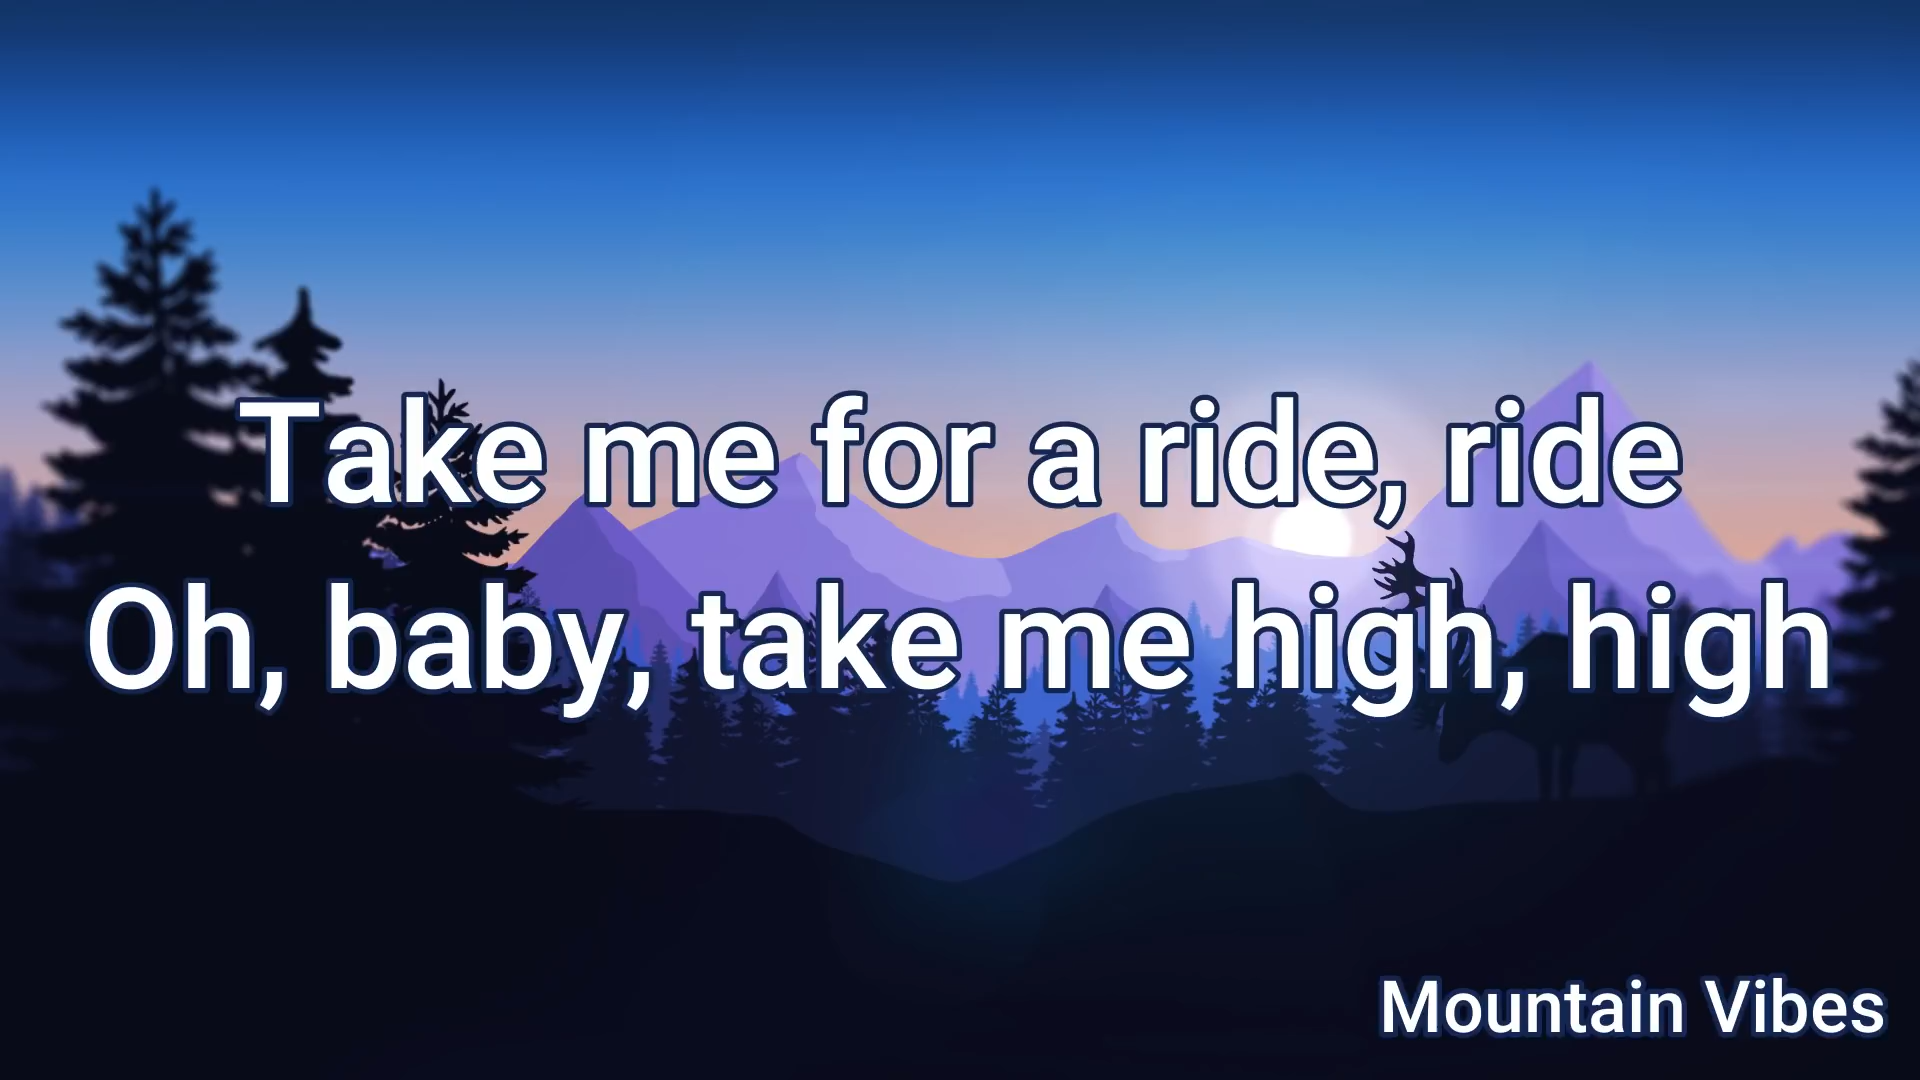 Take me for a ride, ride
Oh, baby, take me high, high
Mountain Vibes